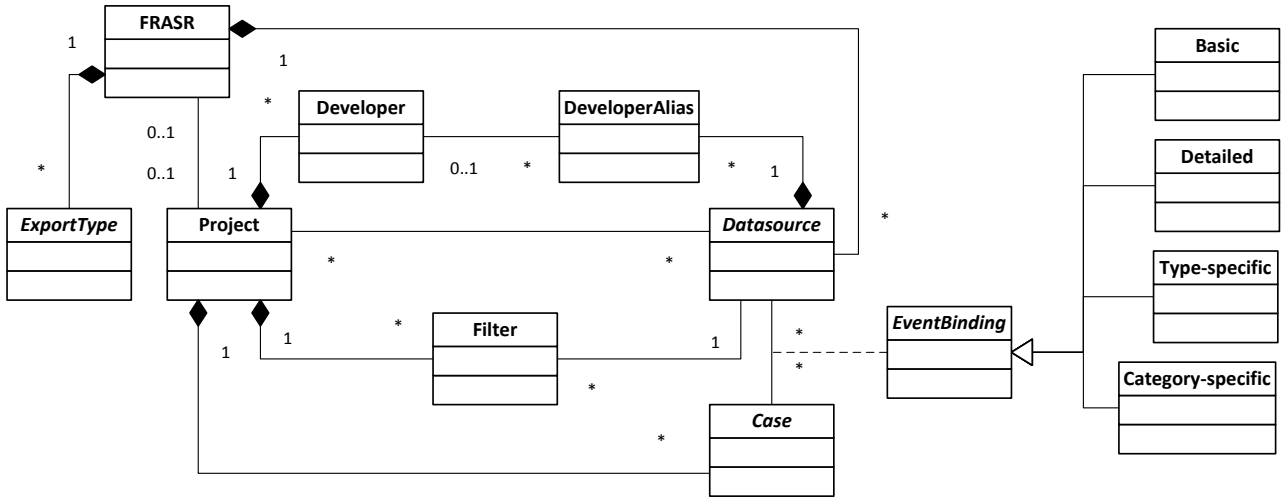 FRASR
1
1
*
Developer
DeveloperAlias
Basic
0..1
0..1
*
*
1
0..1
*
*
1
Detailed
ExportType
Project
Datasource
*
*
*
Type-specific
1
*
Filter
1
*
EventBinding
1
*
*
Category-specific
*
Case